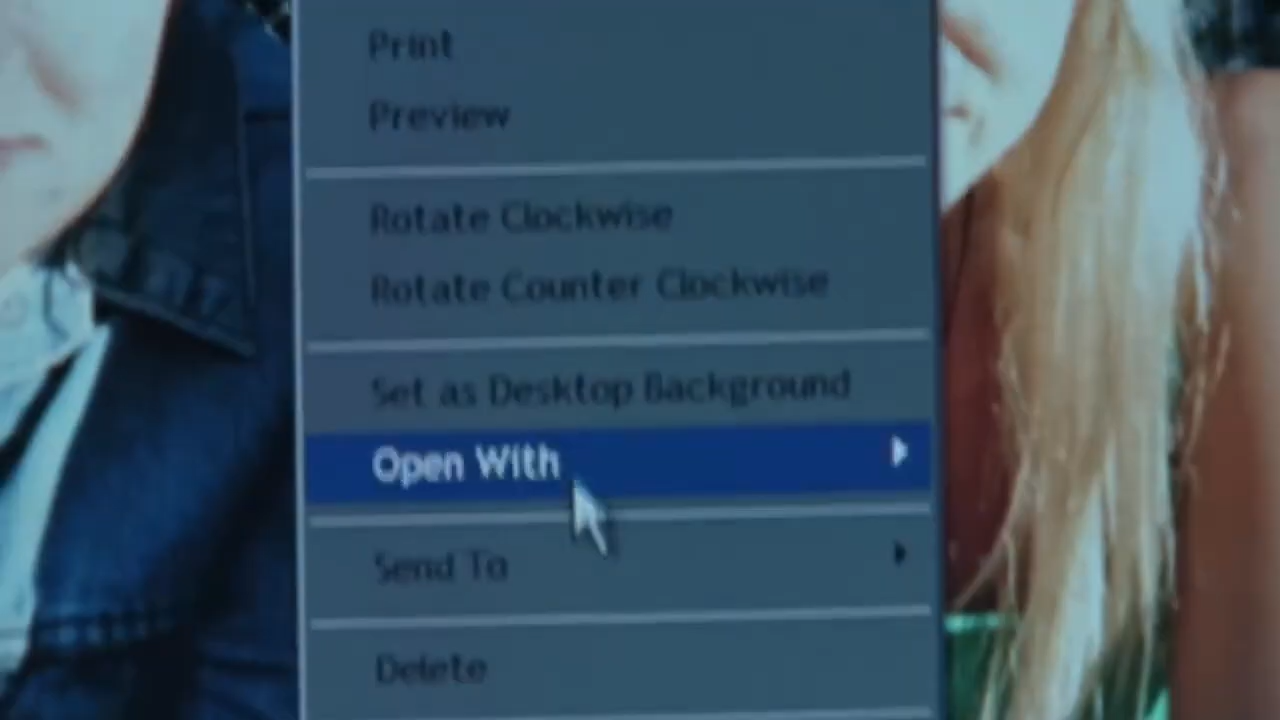 Print
Preview
Rotate Clockwise
Rotate Counter Clockwise
Set as Desktop Background
Open With
Send To
Delete